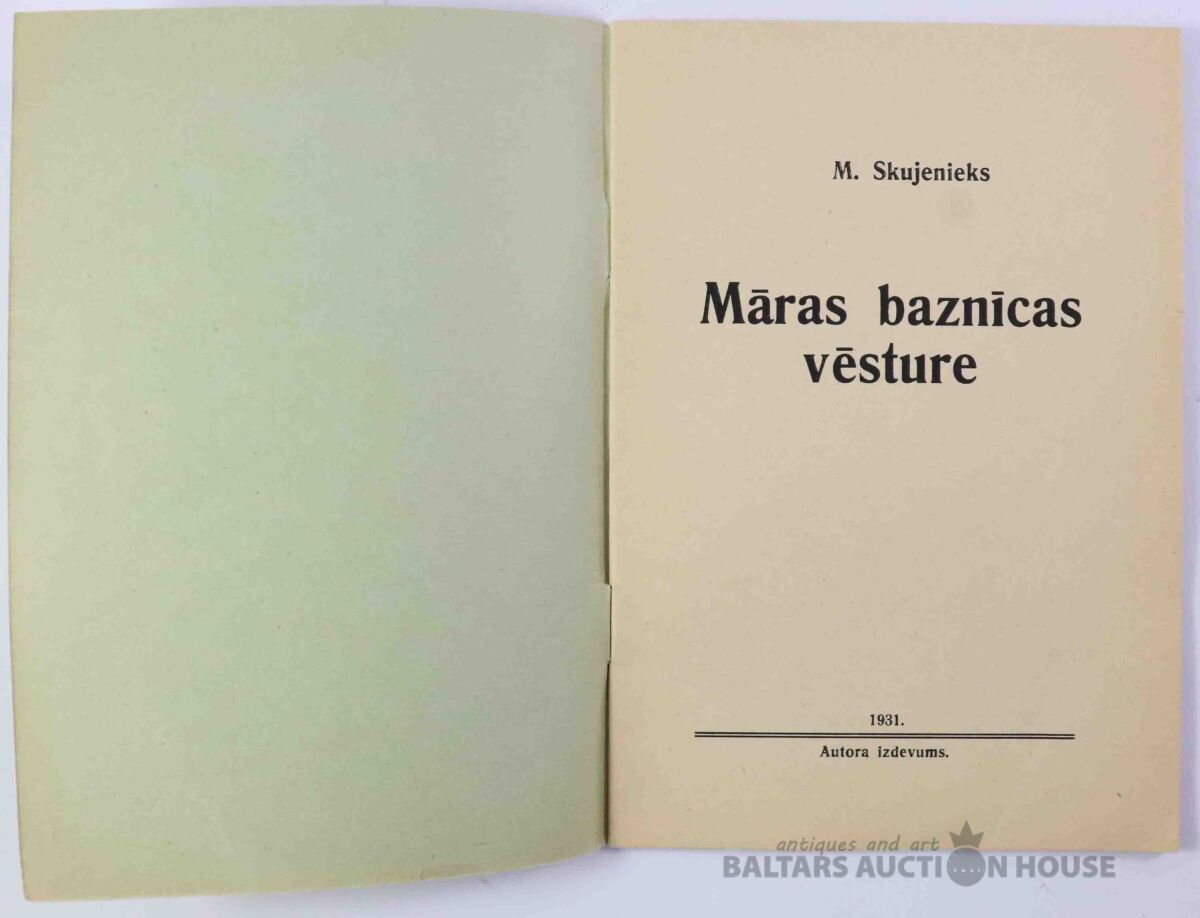 M. Skujenieks
Māras baznīcas
vēsture
1931.
Autora izdevums.
antiques and art
BALTARS AUCTION HOUSE